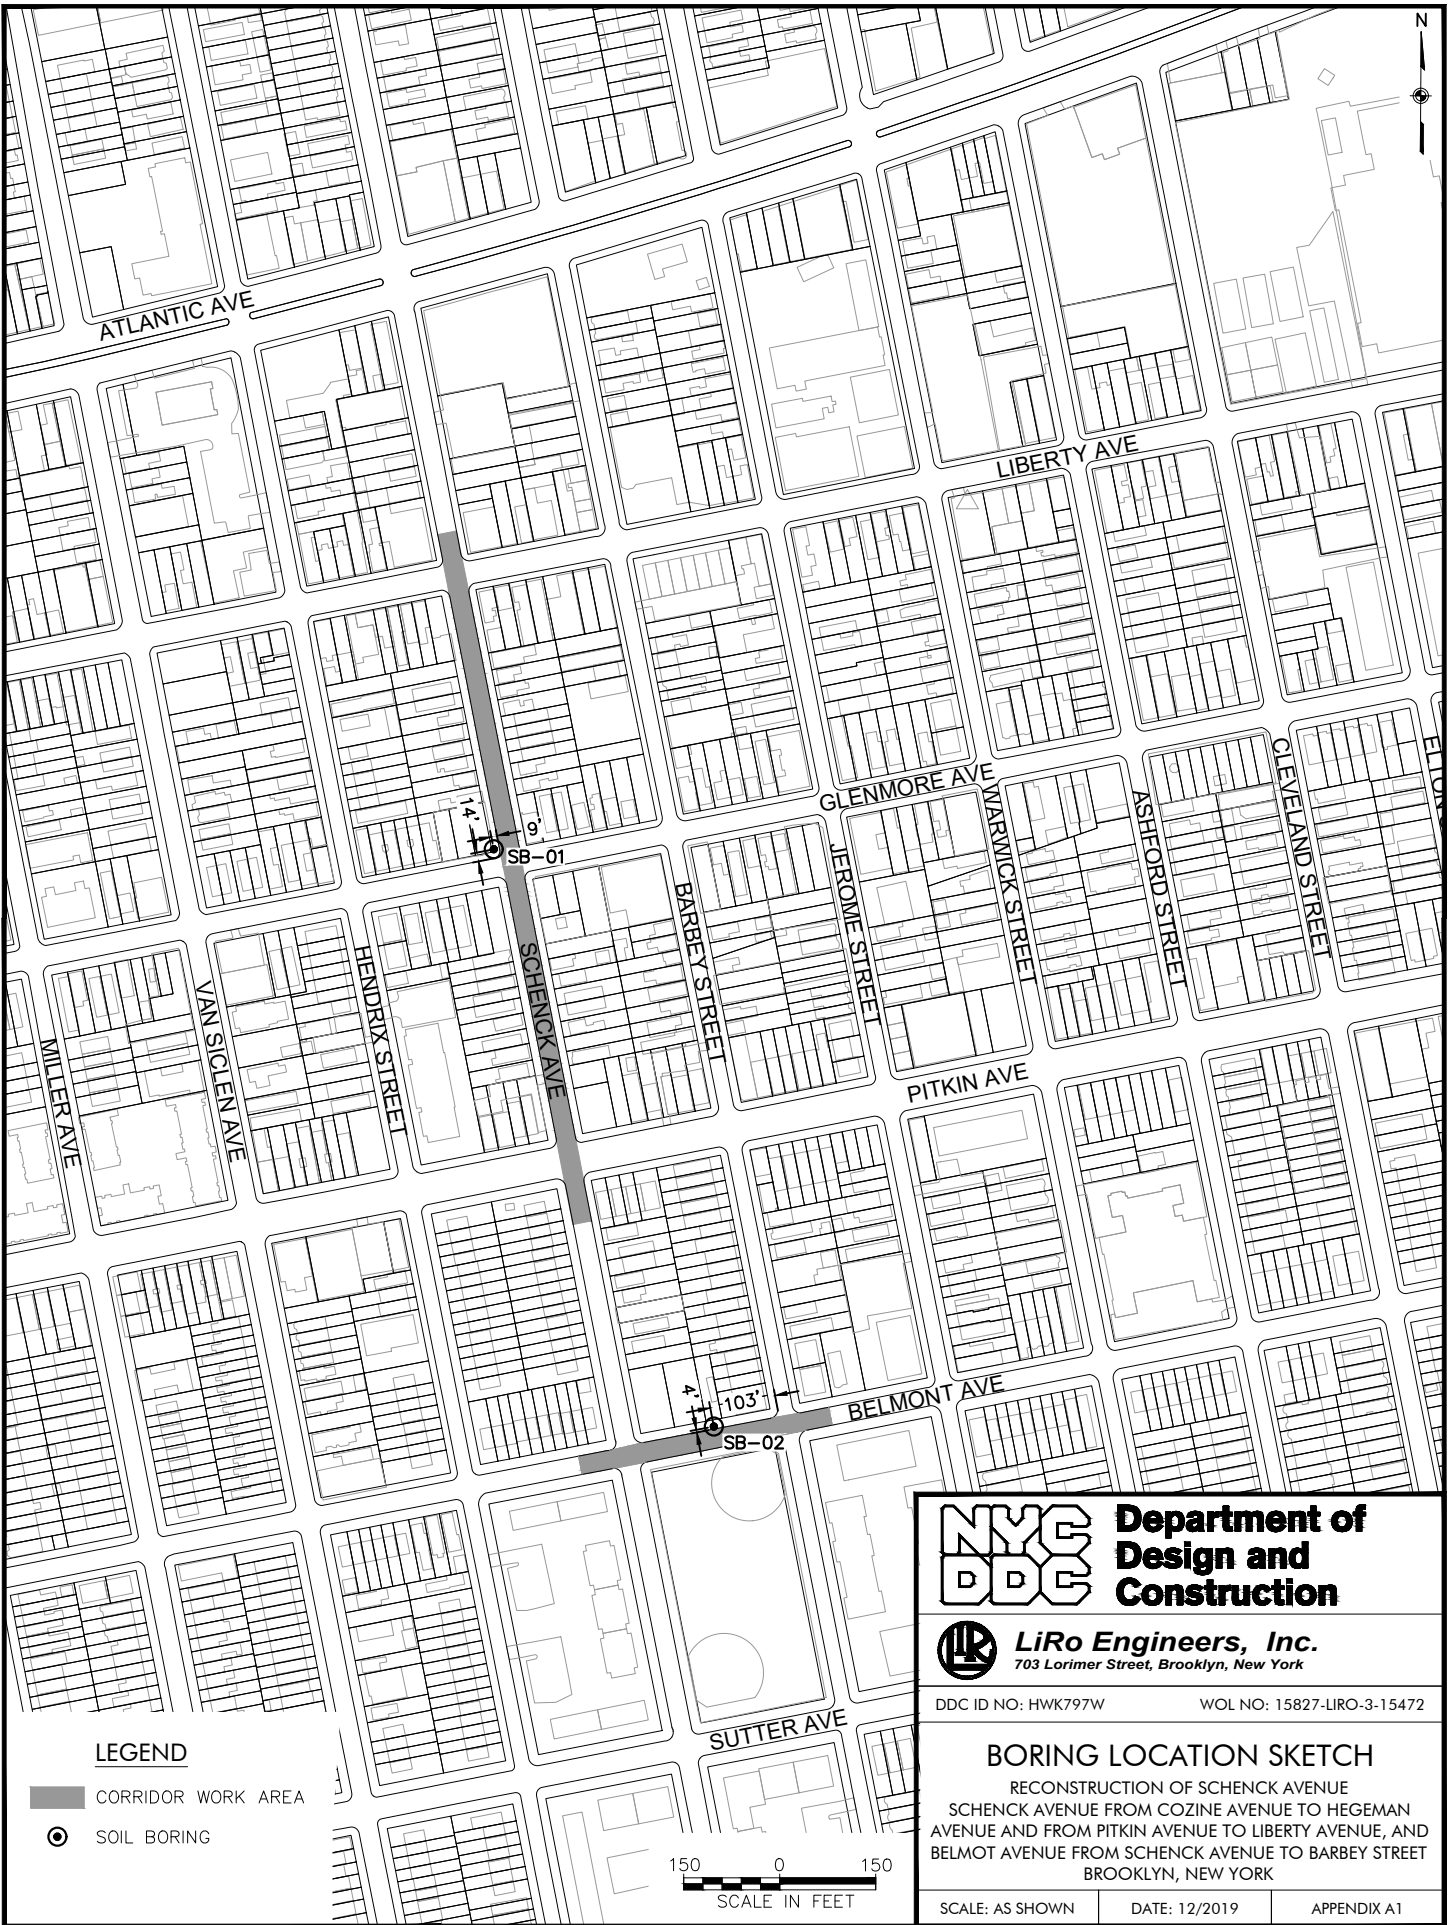 N
ATLANTIC AVE
LIBERTY AVE
GLENMORE AVE
14'
9'
SB-01
MILLER AVE
VAN SICLEN AVE
HENDRIX STREET
SCHENCK AVE
BARBEY STREET
JEROME STREET
WARWICK STREET
ASHFORD STREET
CLEVELAND STREET
PITKIN AVE
4'
103'
SB-02
BELMONT AVE
SUTTER AVE
LEGEND
CORRIDOR WORK AREA
SOIL BORING
150 0 150
SCALE IN FEET
NYC
DDC
Department of
Design and
Construction
LiRo Engineers, Inc.
703 Lorimer Street, Brooklyn, New York
DDC ID NO: HWK797W WOL NO: 15827-LIRO-3-15472
BORING LOCATION SKETCH
RECONSTRUCTION OF SCHENCK AVENUE
SCHENCK AVENUE FROM COZINE AVENUE TO HEGEMAN
AVENUE AND FROM PITKIN AVENUE TO LIBERTY AVENUE, AND
BELMOT AVENUE FROM SCHENCK AVENUE TO BARBEY STREET
BROOKLYN, NEW YORK
SCALE: AS SHOWN DATE: 12/2019 APPENDIX A1